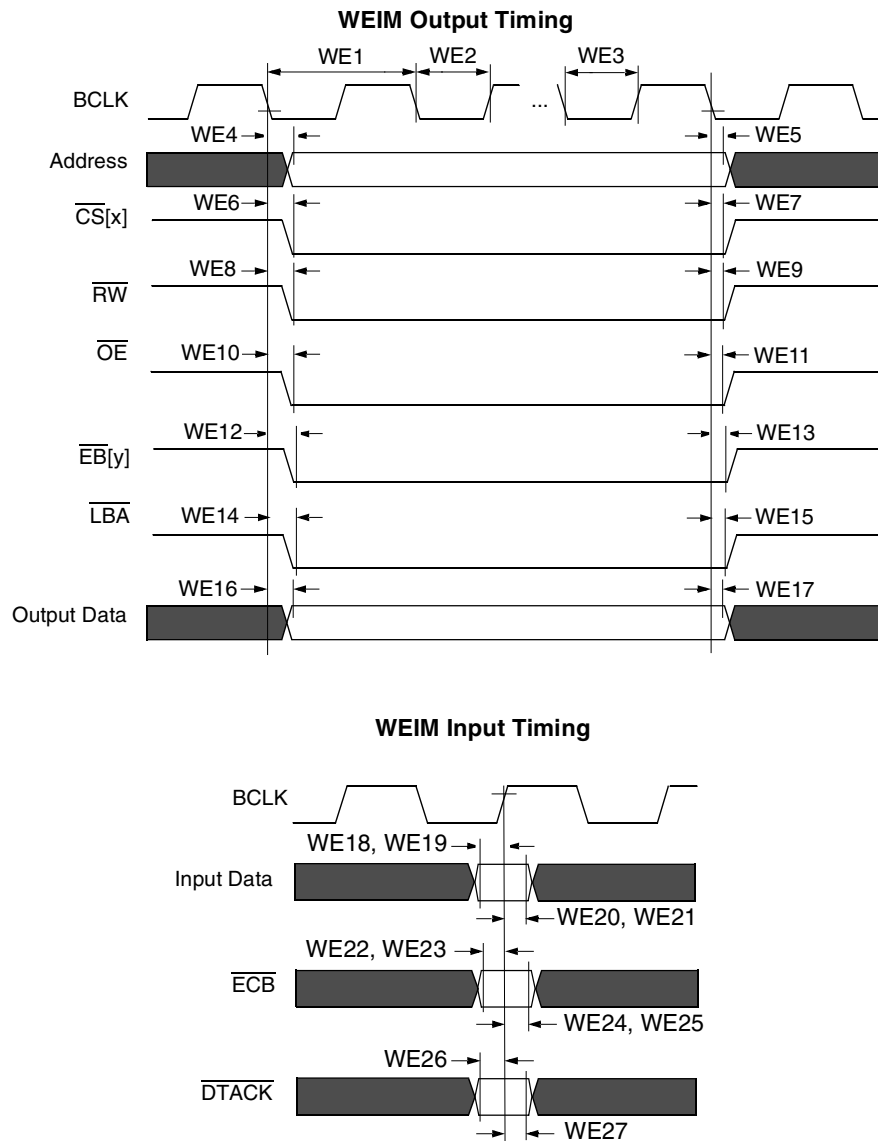 WEIM Output Timing
WE1 WE2 WE3
BCLK ...
WE4 WE5
Address
WE6 WE7
CS[x]
WE8 WE9
RW
WE10 WE11
OE
WE12 WE13
EB[y]
WE14 WE15
LBA
WE16 WE17
Output Data
WEIM Input Timing
BCLK
WE18, WE19
Input Data
WE20, WE21
WE22, WE23
ECB
WE24, WE25
WE26
DTACK
WE27